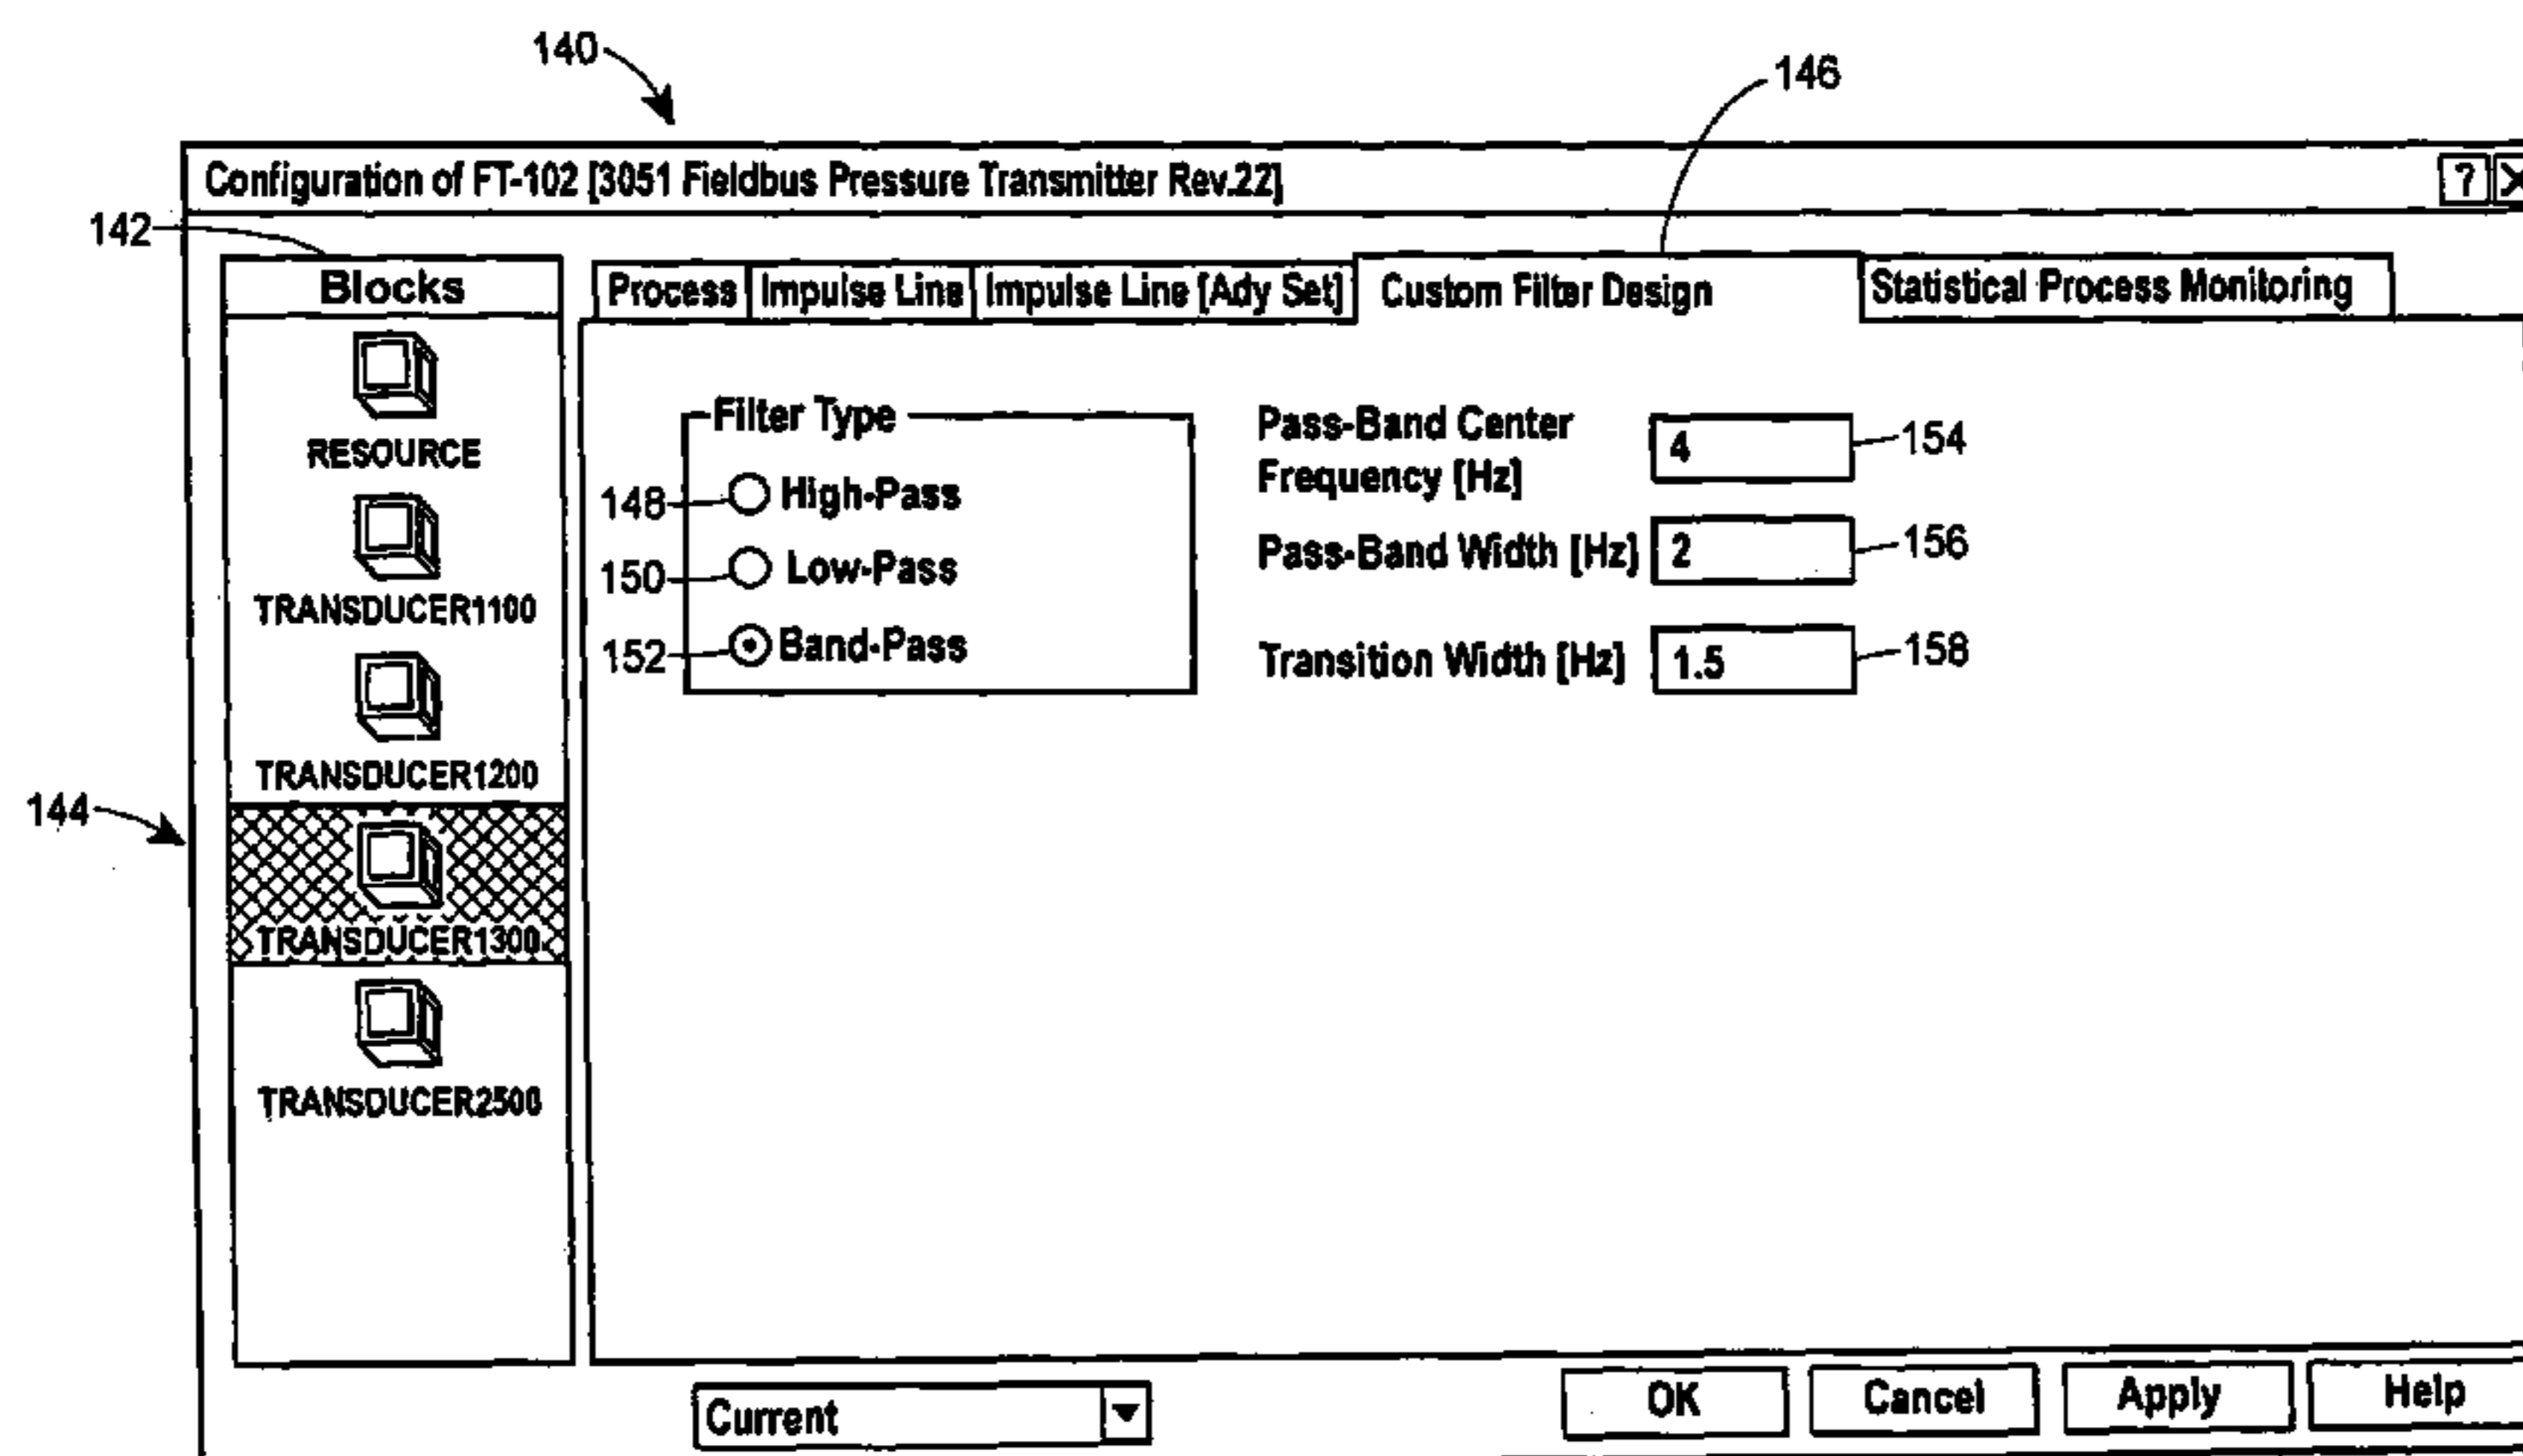 140
146
Configuration of FT-102 [3051 Fieldbus Pressure Transmitter Rev.22]
? X
142
Blocks
Process
Impulse Line
Impulse Line [Ady Set]
Custom Filter Design
Statistical Process Monitoring
RESOURCE
TRANSDUCER1100
TRANSDUCER1200
144
TRANSDUCER1300
TRANSDUCER2500
Filter Type
148
High-Pass
150
Low-Pass
152
Band-Pass
Pass-Band Center
Frequency [Hz]
4
154
Pass-Band Width [Hz]
2
156
Transition Width [Hz]
1.5
158
Current
OK
Cancel
Apply
Help